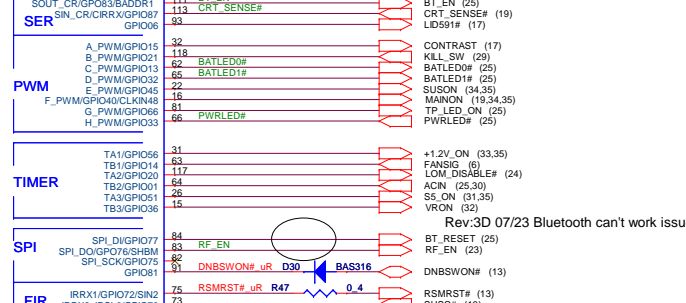 SOUT_CR/GPO83/BADDR1 111 BT_EN (25)
SIN_CR/CIRRX/GPIO87 113 CRT_SENSE# CRT_SENSE# (19)
SER GPIO06 93 LID591# (17)
A_PWM/GPIO15 32 CONTRAST (17)
B_PWM/GPIO21 118 KILL_SW (29)
C_PWM/GPIO13 62 BATLED0# BATLED0# (25)
D_PWM/GPIO32 65 BATLED1# BATLED1# (25)
PWM E_PWM/GPIO45 22 SUSON (34,35)
F_PWM/GPIO40/CLKIN48 16 MAINON (19,34,35)
G_PWM/GPIO66 81 TP_LED_ON (25)
H_PWM/GPIO33 66 PWRLED# PWRLED# (25)
TA1/GPIO56 31 +1.2V_ON (33,35)
TB1/GPIO14 63 FANSIG (6)
TA2/GPIO20 117 LOM_DISABLE# (24)
TIMER TB2/GPIO01 64 ACIN (25,30)
TA3/GPIO51 26 S5_ON (31,35)
TB3/GPIO36 15 VRON (32)
Rev:3D 07/23 Bluetooth can't work issu
SPI SPI_DI/GPIO77 84 BT_RESET (25)
SPI_DO/GPO76/SHBM 83 RF_EN RF_EN (23)
SPI_SCK/GPIO75 82
GPIO81 91 DNBSWON#_uR D30 BAS316 DNBSWON# (13)
FIR IRRX1/GPIO72/SIN2 75 RSMRST#_uR R47 0_4 RSMRST# (13)
73